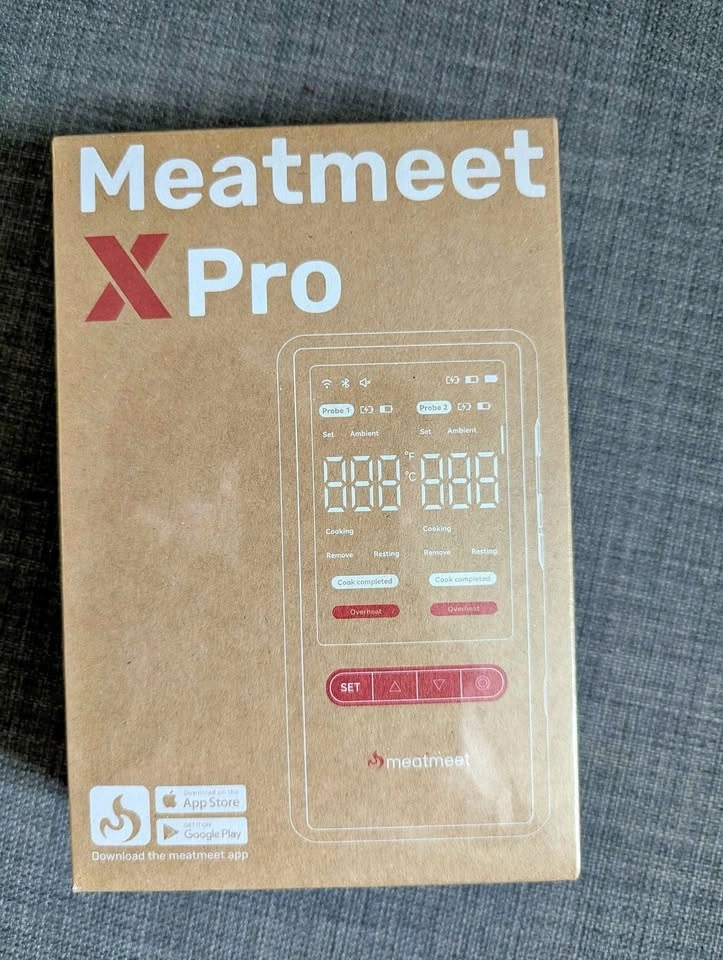 Meatmeet
X Pro
Probe 1 Probe 2
Set Ambient Set Ambient
888 °F 888
°C
Cooking Cooking
Remove Resting Remove Resting
Cook completed Cook completed
Overheat Overheat
SET
meatmeet
Download on the
App Store
GET IT ON
Google Play
Download the meatmeet app